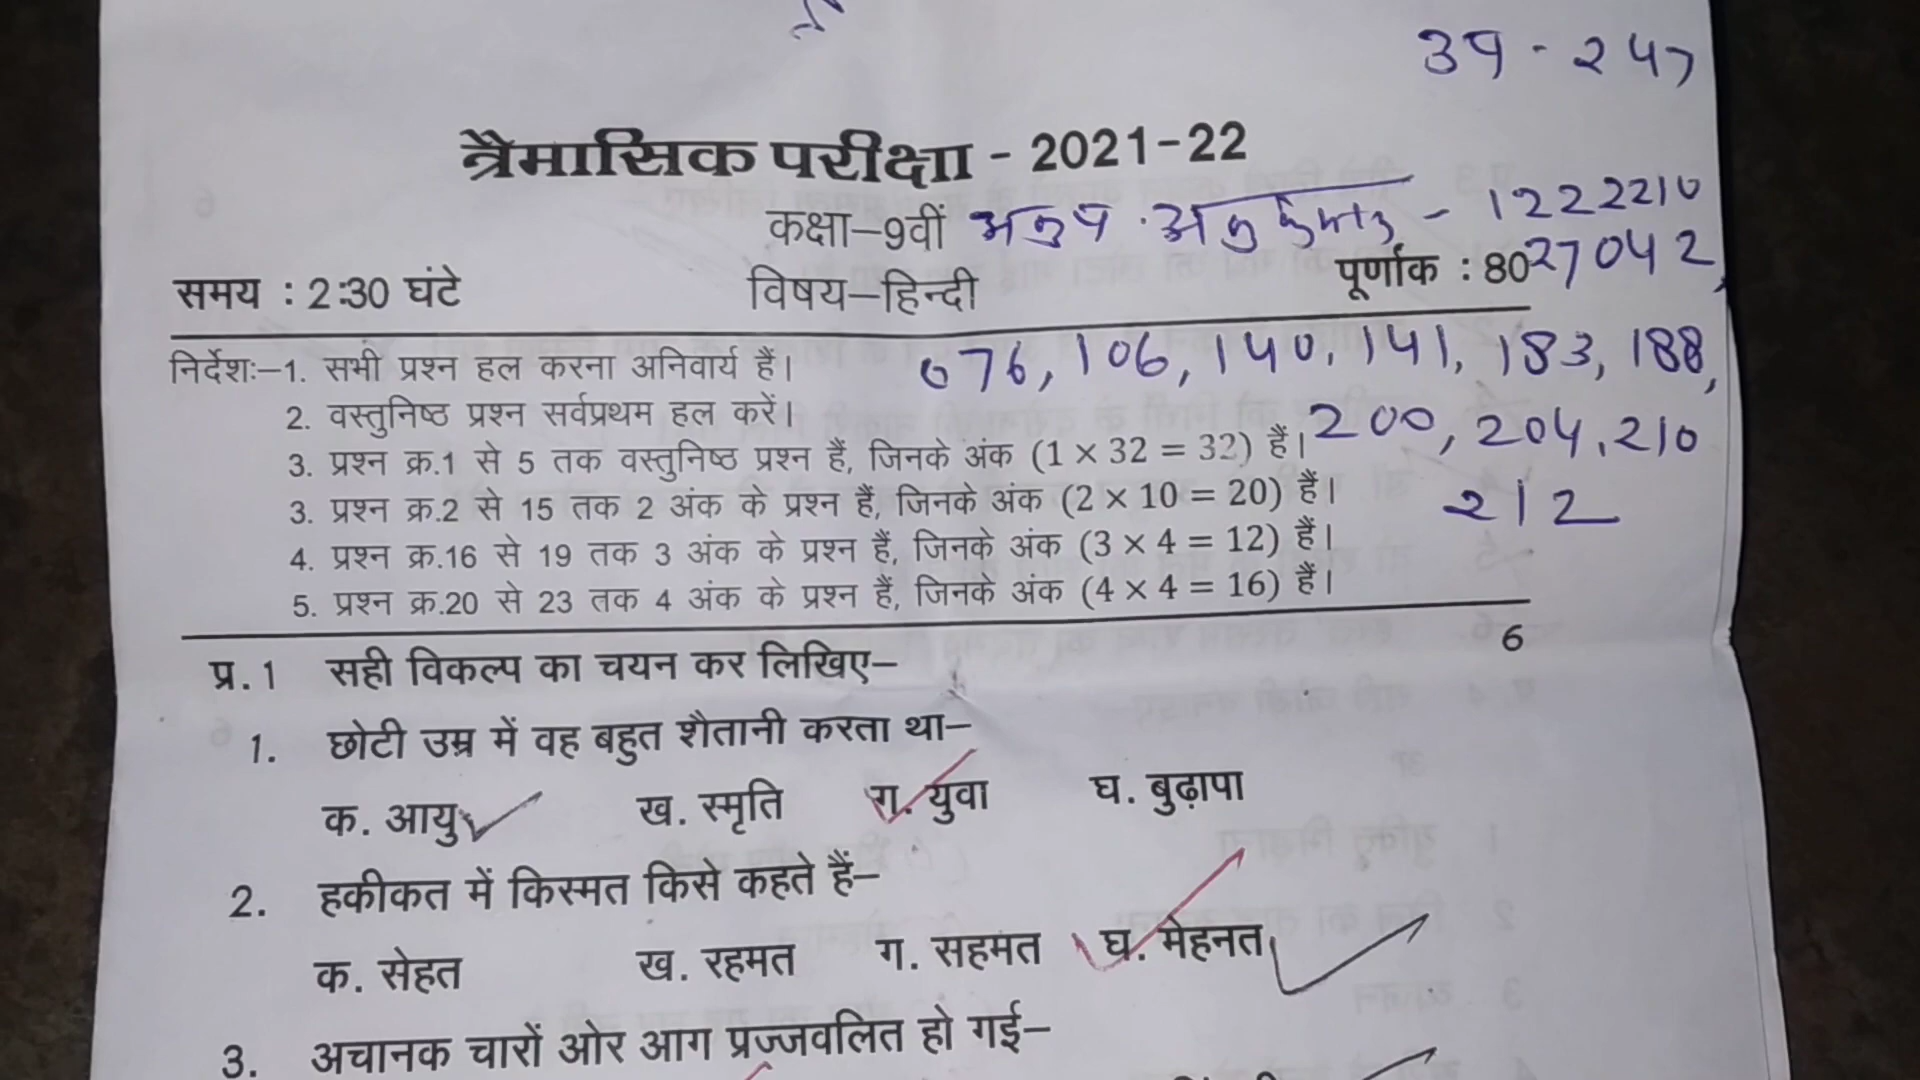 39 - 247
त्रैमासिक परीक्षा - 2021-22
कक्षा–9वीं - 1222210
समय : 2:30 घंटे विषय–हिन्दी पूर्णांक : 80 27042,
निर्देशः–1. सभी प्रश्न हल करना अनिवार्य हैं। 076, 106, 140, 141, 183, 188,
2. वस्तुनिष्ठ प्रश्न सर्वप्रथम हल करें। 200, 204, 210
3. प्रश्न क्र.1 से 5 तक वस्तुनिष्ठ प्रश्न हैं, जिनके अंक (1 × 32 = 32) हैं।
3. प्रश्न क्र.2 से 15 तक 2 अंक के प्रश्न हैं, जिनके अंक (2 × 10 = 20) हैं। 212
4. प्रश्न क्र.16 से 19 तक 3 अंक के प्रश्न हैं, जिनके अंक (3 × 4 = 12) हैं।
5. प्रश्न क्र.20 से 23 तक 4 अंक के प्रश्न हैं, जिनके अंक (4 × 4 = 16) हैं।
प्र.1 सही विकल्प का चयन कर लिखिए– 6
1. छोटी उम्र में वह बहुत शैतानी करता था–
क. आयु ख. स्मृति ग. युवा घ. बुढ़ापा
2. हकीकत में किस्मत किसे कहते हैं–
क. सेहत ख. रहमत ग. सहमत घ. मेहनत
3. अचानक चारों ओर आग प्रज्जवलित हो गई–